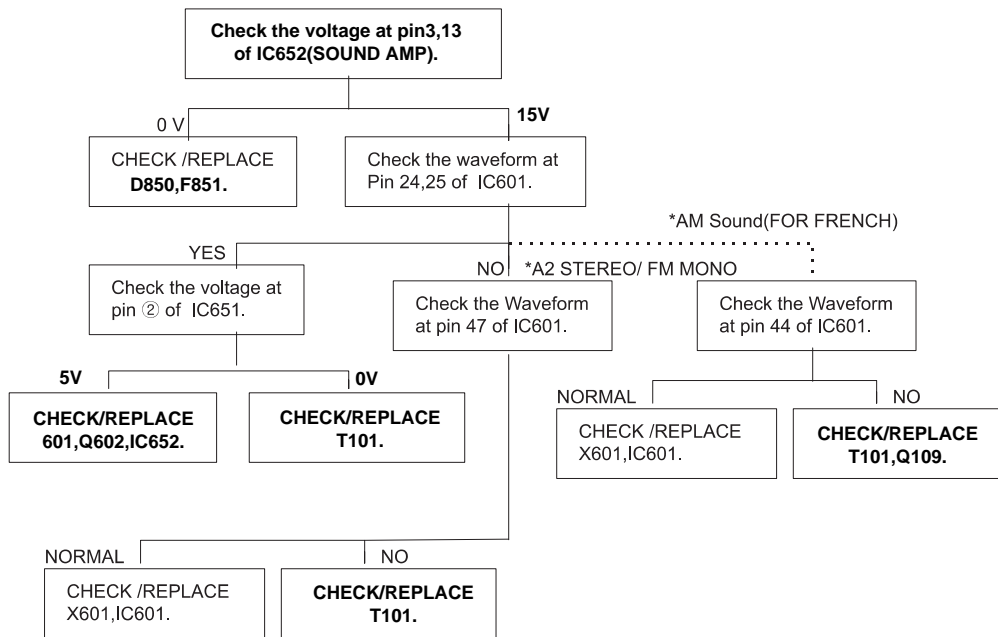 Check the voltage at pin3,13
of IC652(SOUND AMP).
0 V
15V
CHECK /REPLACE
D850,F851.
Check the waveform at
Pin 24,25 of IC601.
*AM Sound(FOR FRENCH)
YES
NO
*A2 STEREO/ FM MONO
Check the voltage at
pin ② of IC651.
Check the Waveform
at pin 47 of IC601.
Check the Waveform
at pin 44 of IC601.
5V
0V
CHECK/REPLACE
601,Q602,IC652.
CHECK/REPLACE
T101.
NORMAL
NO
CHECK /REPLACE
X601,IC601.
CHECK/REPLACE
T101,Q109.
NORMAL
NO
CHECK /REPLACE
X601,IC601.
CHECK/REPLACE
T101.